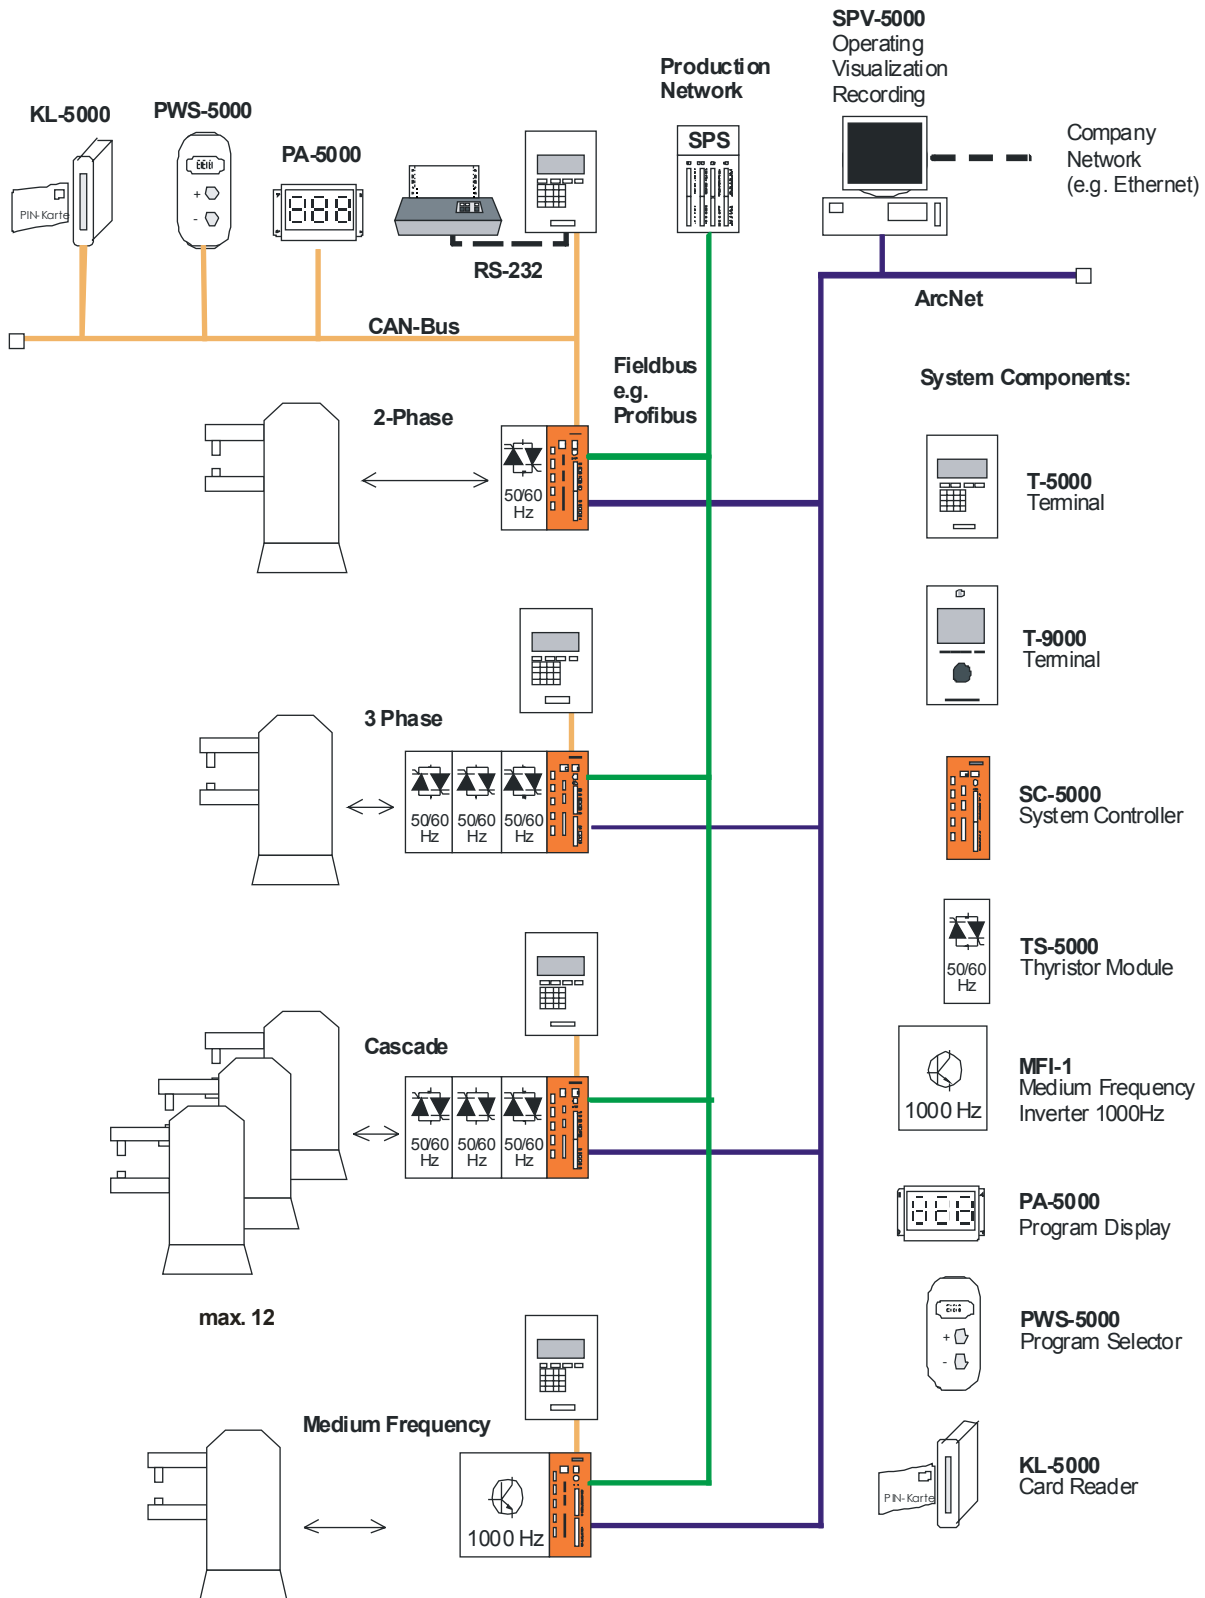 SPV-5000
Operating
Visualization
Recording
Production
Network
KL-5000
PWS-5000
PA-5000
SPS
Company
Network
(e.g. Ethernet)
PIN-Karte
+
-
RS-232
ArcNet
CAN-Bus
Fieldbus
e.g.
Profibus
System Components:
2-Phase
50/60
Hz
T-5000
Terminal
T-9000
Terminal
3 Phase
50/60
Hz
50/60
Hz
50/60
Hz
SC-5000
System Controller
TS-5000
Thyristor Module
50/60
Hz
Cascade
50/60
Hz
50/60
Hz
50/60
Hz
max. 12
MFI-1
Medium Frequency
Inverter 1000Hz
1000 Hz
PA-5000
Program Display
PWS-5000
Program Selector
+
-
Medium Frequency
1000 Hz
KL-5000
Card Reader
PIN-Karte